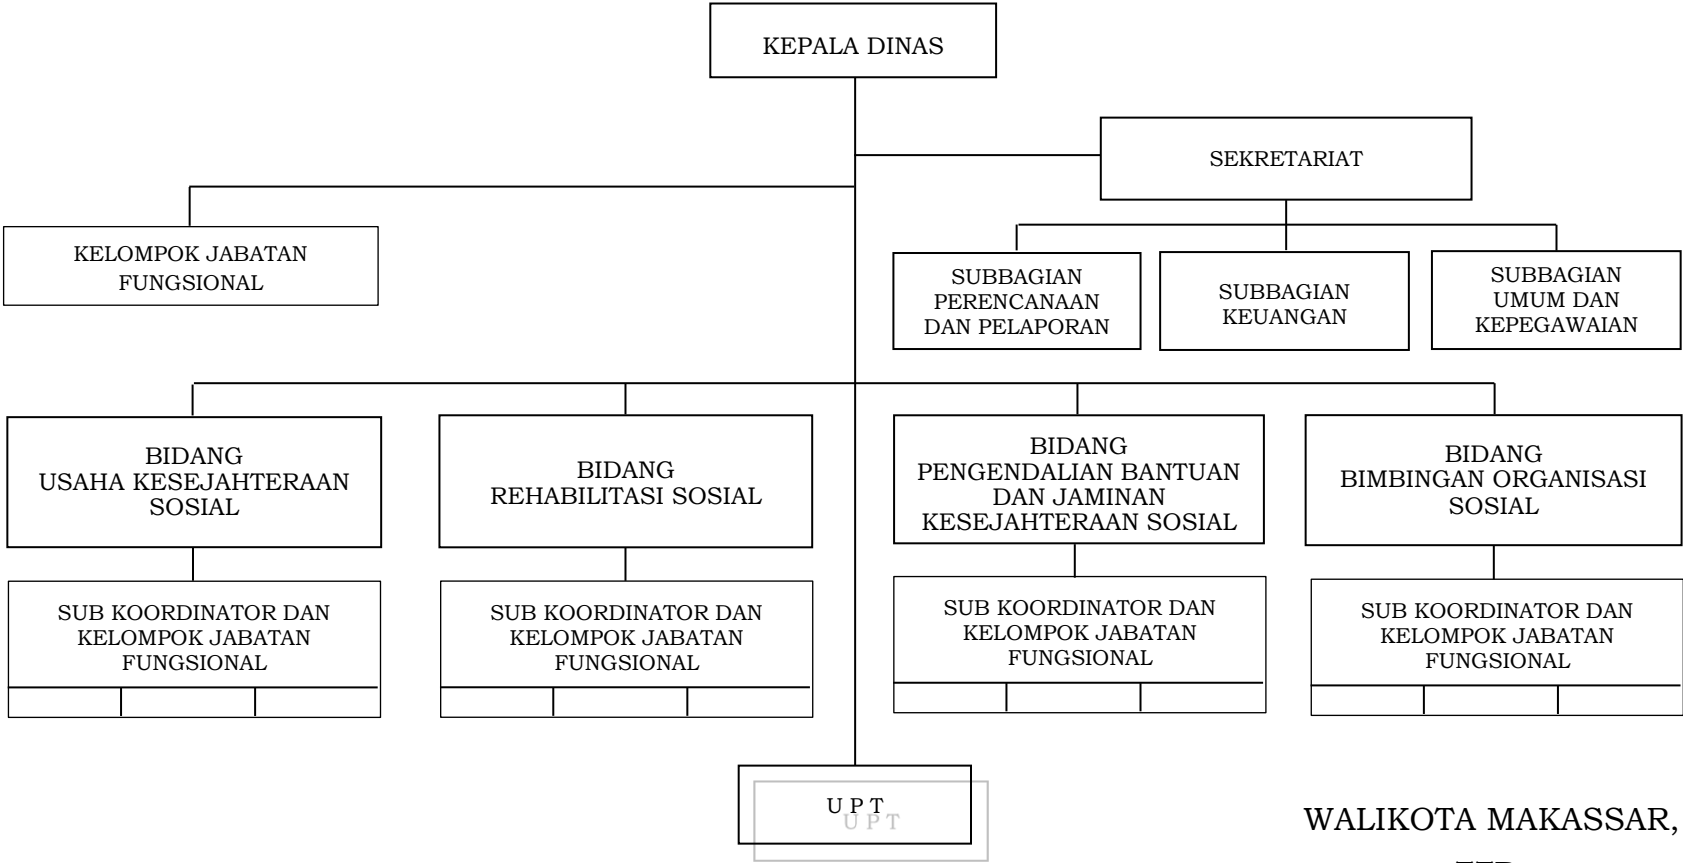 KEPALA DINAS
SEKRETARIAT
KELOMPOK JABATAN
FUNGSIONAL
SUBBAGIAN
PERENCANAAN
DAN PELAPORAN
SUBBAGIAN
KEUANGAN
SUBBAGIAN
UMUM DAN
KEPEGAWAIAN
BIDANG
USAHA KESEJAHTERAAN
SOSIAL
BIDANG
REHABILITASI SOSIAL
BIDANG
PENGENDALIAN BANTUAN
DAN JAMINAN
KESEJAHTERAAN SOSIAL
BIDANG
BIMBINGAN ORGANISASI
SOSIAL
SUB KOORDINATOR DAN
KELOMPOK JABATAN
FUNGSIONAL
SUB KOORDINATOR DAN
KELOMPOK JABATAN
FUNGSIONAL
SUB KOORDINATOR DAN
KELOMPOK JABATAN
FUNGSIONAL
SUB KOORDINATOR DAN
KELOMPOK JABATAN
FUNGSIONAL
U P T
U P T
WALIKOTA MAKASSAR,